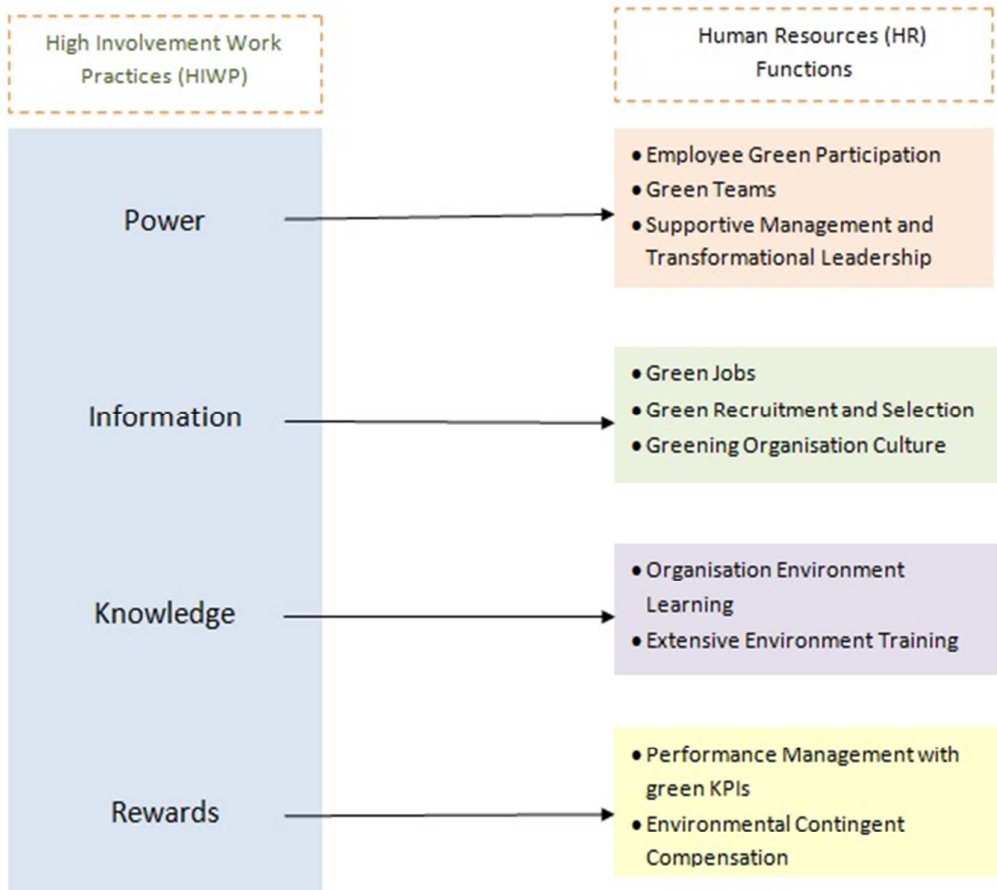 High Involvement Work
Practices (HIWP)
Human Resources (HR)
Functions
Power
• Employee Green Participation
• Green Teams
• Supportive Management and
Transformational Leadership
Information
• Green Jobs
• Green Recruitment and Selection
• Greening Organisation Culture
Knowledge
• Organisation Environment
Learning
• Extensive Environment Training
Rewards
• Performance Management with
green KPIs
• Environmental Contingent
Compensation